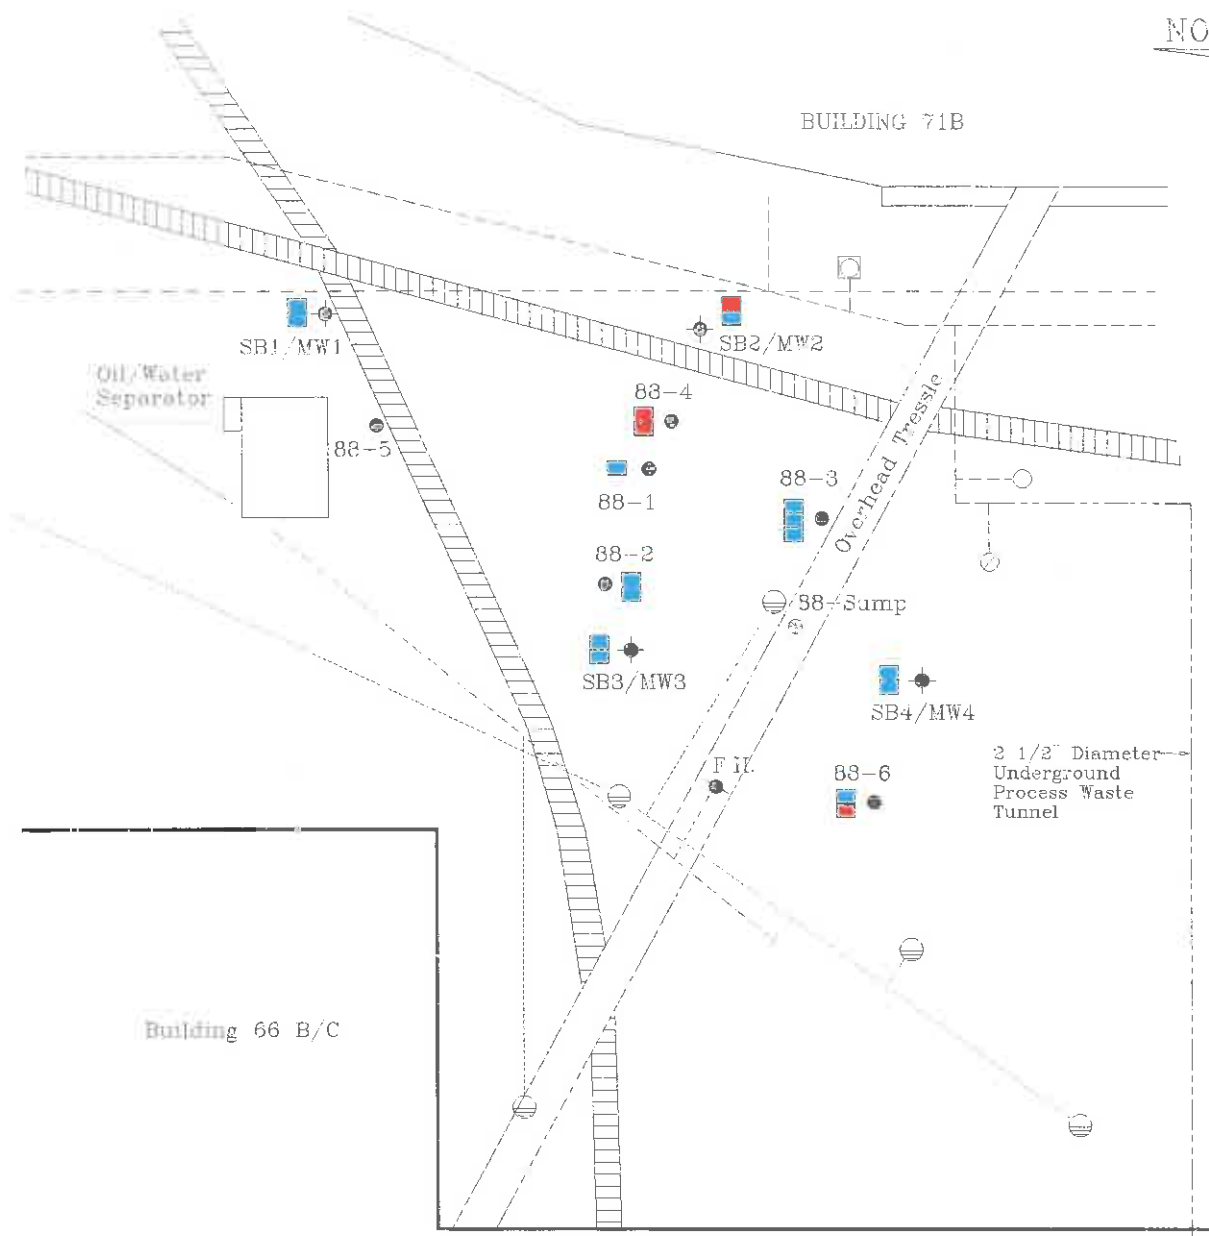 NO
BUILDING 71B
SB1/MW1
SB2/MW2
Oil/Water
Separator
88-4
88-5
88-1
88-3
Overhead Tressle
88-2
88-Sump
SB3/MW3
SB4/MW4
F.H.
88-6
2 1/2" Diameter
Underground
Process Waste
Tunnel
Building 66 B/C